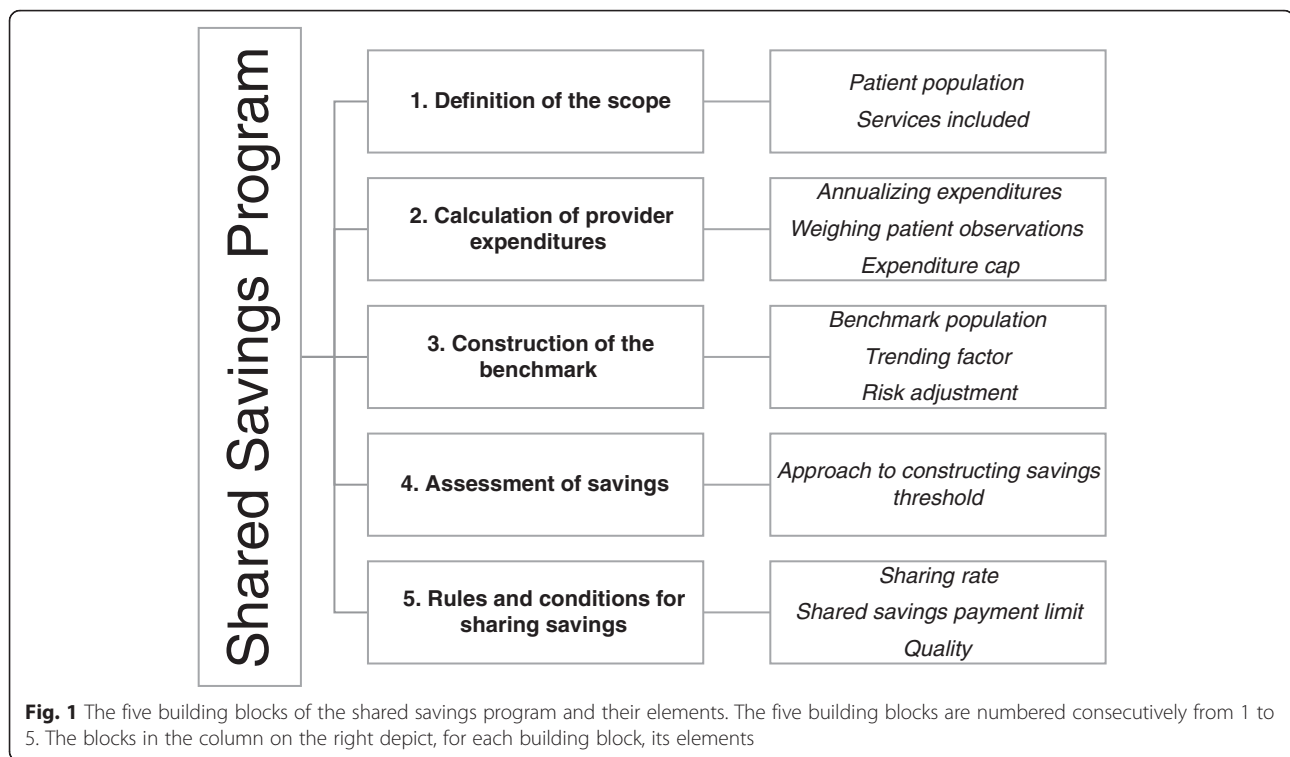 Shared Savings Program
1. Definition of the scope
Patient population
Services included
2. Calculation of provider
expenditures
Annualizing expenditures
Weighing patient observations
Expenditure cap
3. Construction of the
benchmark
Benchmark population
Trending factor
Risk adjustment
4. Assessment of savings
Approach to constructing savings
threshold
5. Rules and conditions for
sharing savings
Sharing rate
Shared savings payment limit
Quality
Fig. 1 The five building blocks of the shared savings program and their elements. The five building blocks are numbered consecutively from 1 to
5. The blocks in the column on the right depict, for each building block, its elements